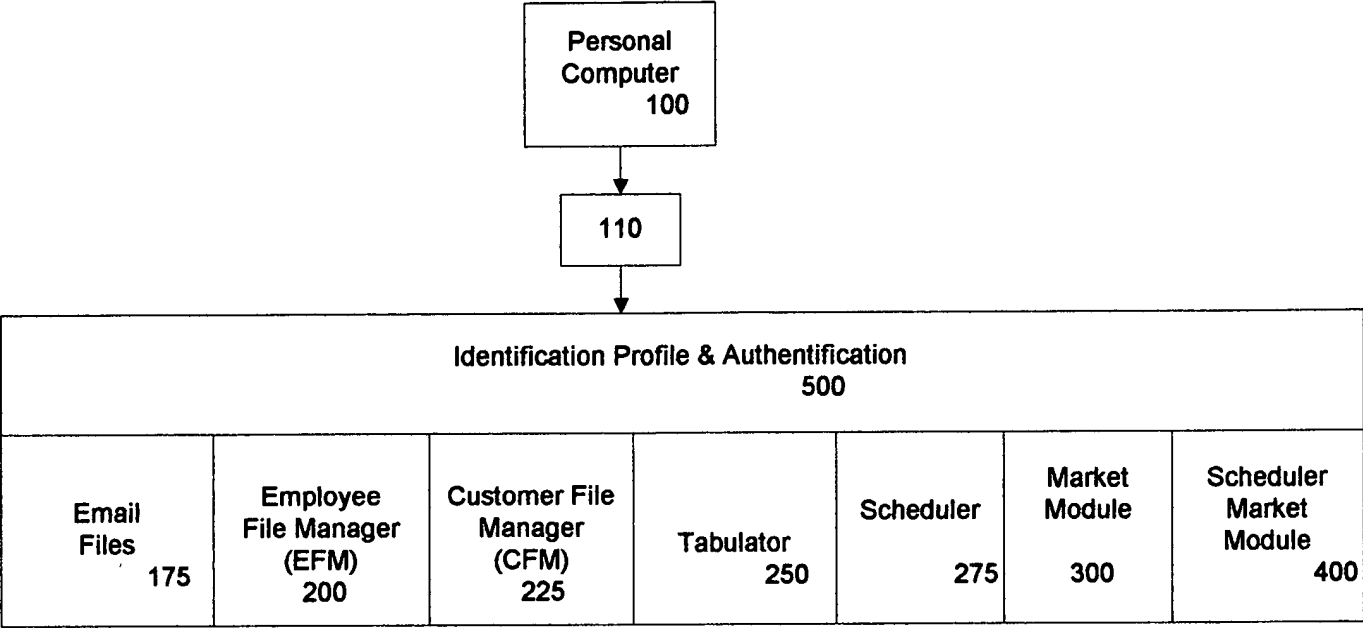 Personal
Computer
100
110
Identification Profile & Authentification
500
Email
Files
175
Employee
File Manager
(EFM)
200
Customer File
Manager
(CFM)
225
Tabulator
250
Scheduler
275
Market
Module
300
Scheduler
Market
Module
400